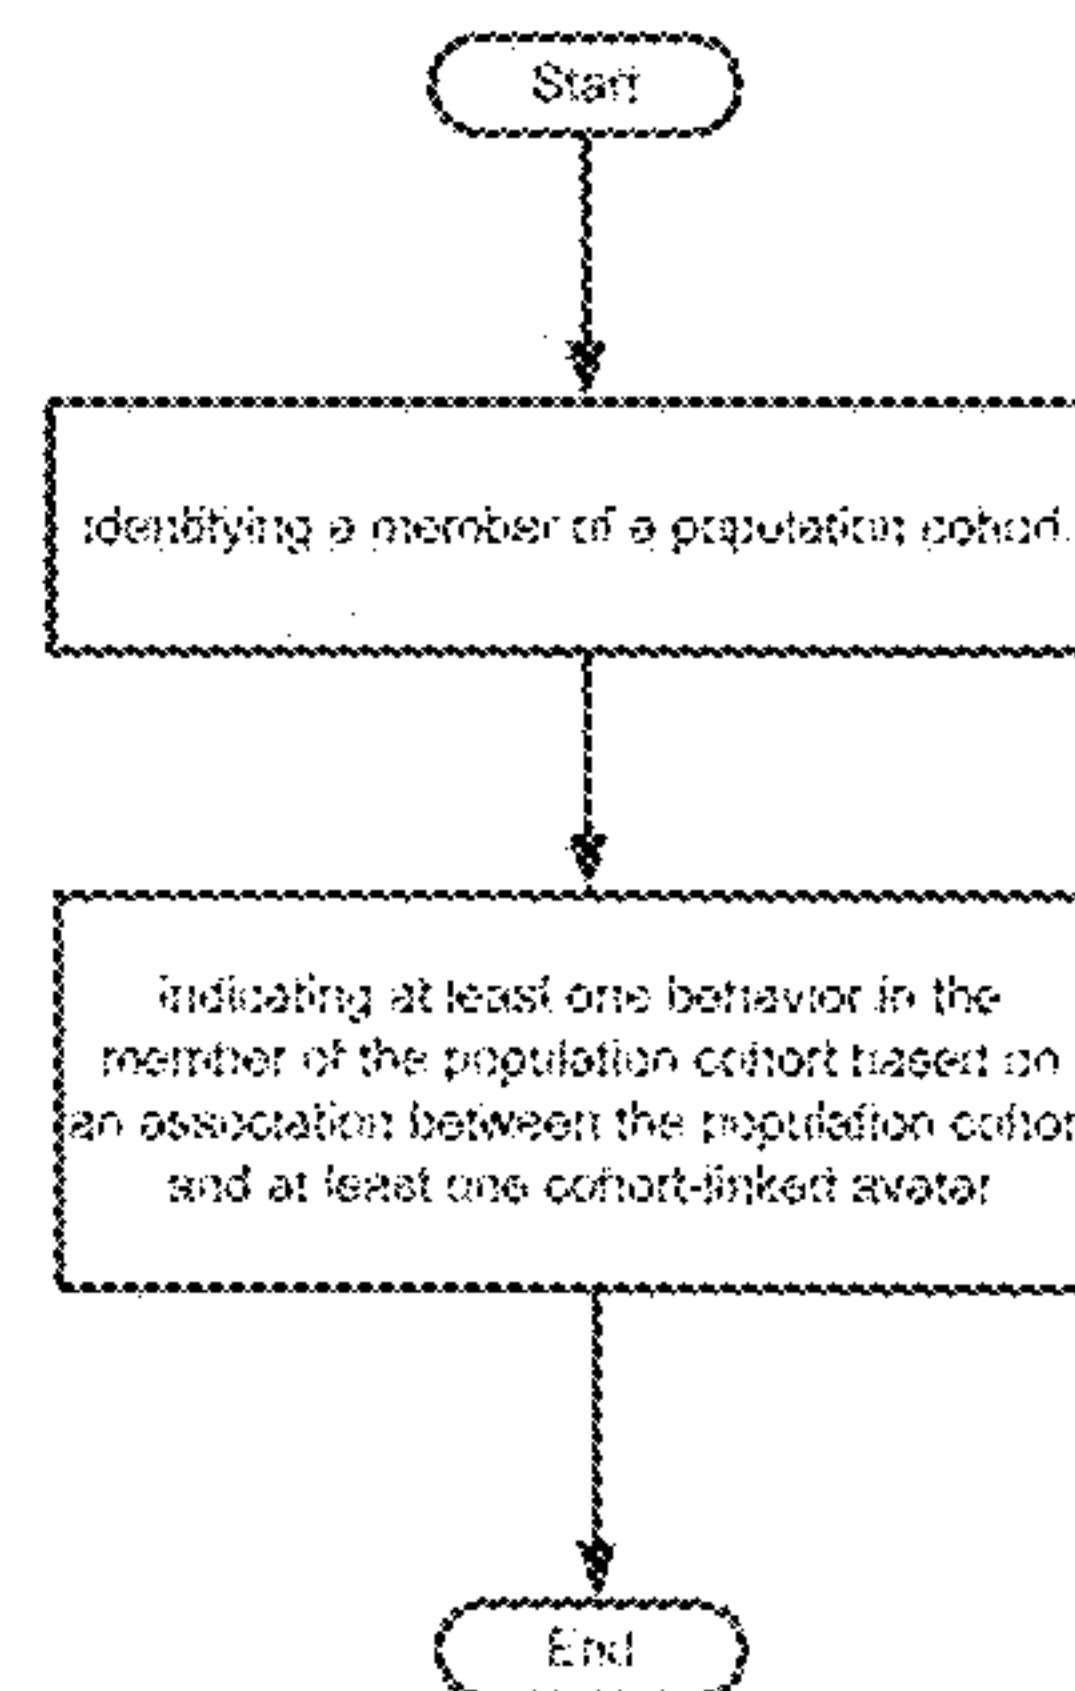 Start
identifying a member of a population cohort
indicating at least one behavior in the
member of the population cohort based on
an association between the population cohor
and at least one cohort-linked avatar
End